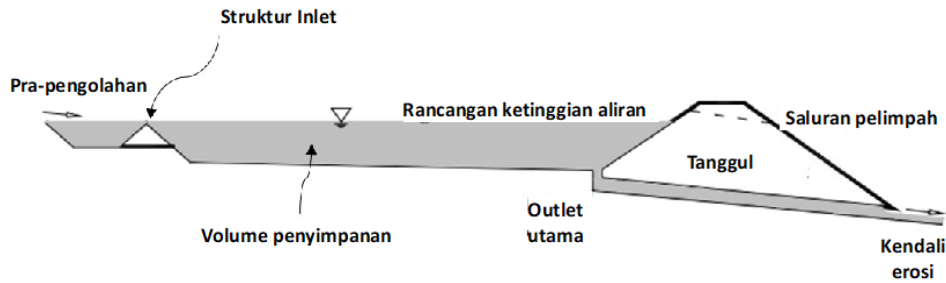 Struktur Inlet
Pra-pengolahan
Rancangan ketinggian aliran
Saluran pelimpah
Tanggul
Volume penyimpanan
Outlet
utama
Kendali
erosi